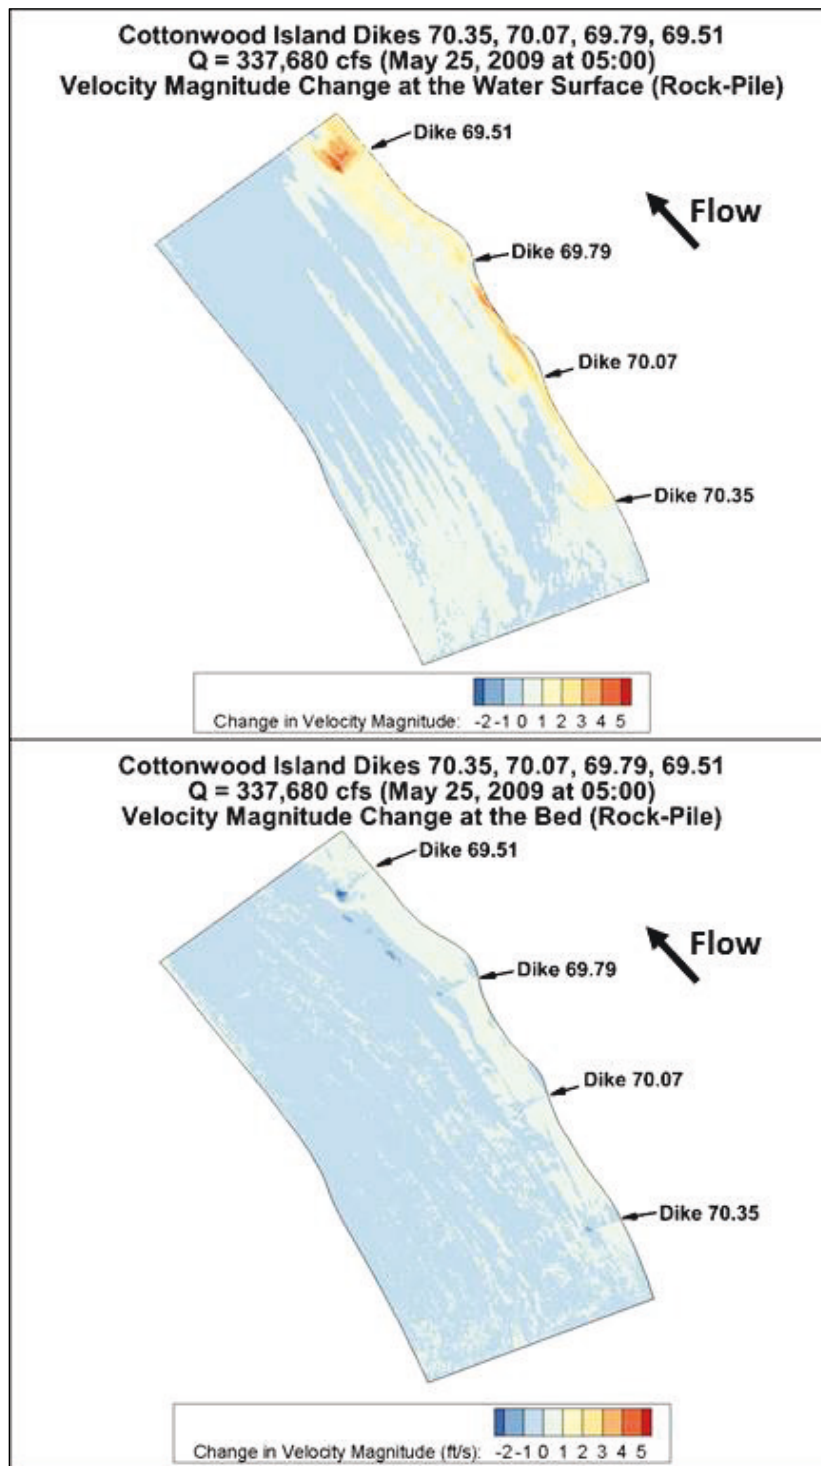 Cottonwood Island Dikes 70.35, 70.07, 69.79, 69.51
Q = 337,680 cfs (May 25, 2009 at 05:00)
Velocity Magnitude Change at the Water Surface (Rock-Pile)
Dike 69.51
Flow
Dike 69.79
Dike 70.07
Dike 70.35
Change in Velocity Magnitude: -2 -1 0 1 2 3 4 5
Cottonwood Island Dikes 70.35, 70.07, 69.79, 69.51
Q = 337,680 cfs (May 25, 2009 at 05:00)
Velocity Magnitude Change at the Bed (Rock-Pile)
Dike 69.51
Flow
Dike 69.79
Dike 70.07
Dike 70.35
Change in Velocity Magnitude (ft/s): -2 -1 0 1 2 3 4 5